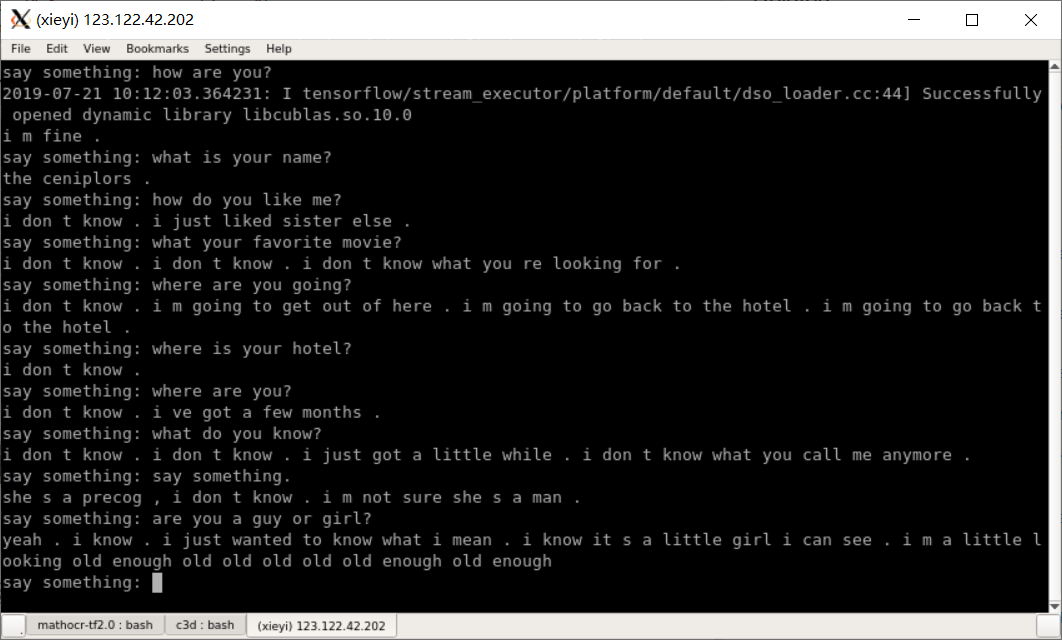 (xieyi) 123.122.42.202
File Edit View Bookmarks Settings Help
say something: how are you?
2019-07-21 10:12:03.364231: I tensorflow/stream_executor/platform/default/dso_loader.cc:44] Successfully
opened dynamic library libcublas.so.10.0
i m fine .
say something: what is your name?
the ceniplors .
say something: how do you like me?
i don t know . i just liked sister else .
say something: what your favorite movie?
i don t know . i don t know . i don t know what you re looking for .
say something: where are you going?
i don t know . i m going to get out of here . i m going to go back to the hotel . i m going to go back t
o the hotel .
say something: where is your hotel?
i don t know .
say something: where are you?
i don t know . i ve got a few months .
say something: what do you know?
i don t know . i don t know . i just got a little while . i don t know what you call me anymore .
say something: say something.
she s a precog , i don t know . i m not sure she s a man .
say something: are you a guy or girl?
yeah . i know . i just wanted to know what i mean . i know it s a little girl i can see . i m a little l
ooking old enough old old old old old enough old enough
say something:
mathocr-tf2.0 : bash c3d : bash (xieyi) 123.122.42.202